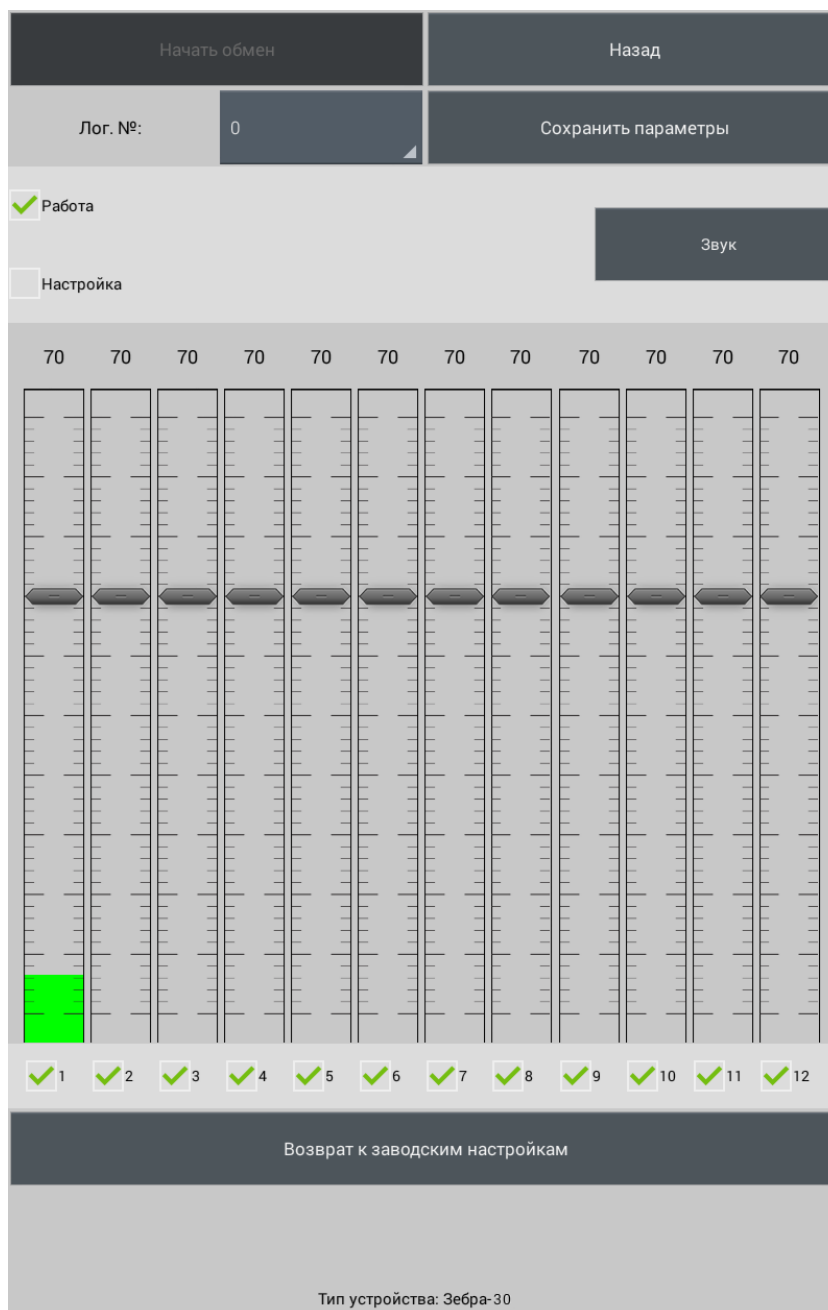 Начать обмен Назад
Лог. №: 0 Сохранить параметры
Работа
Звук
Настройка
70 70 70 70 70 70 70 70 70 70 70 70
1 2 3 4 5 6 7 8 9 10 11 12
Возврат к заводским настройкам
Тип устройства: Зебра-30